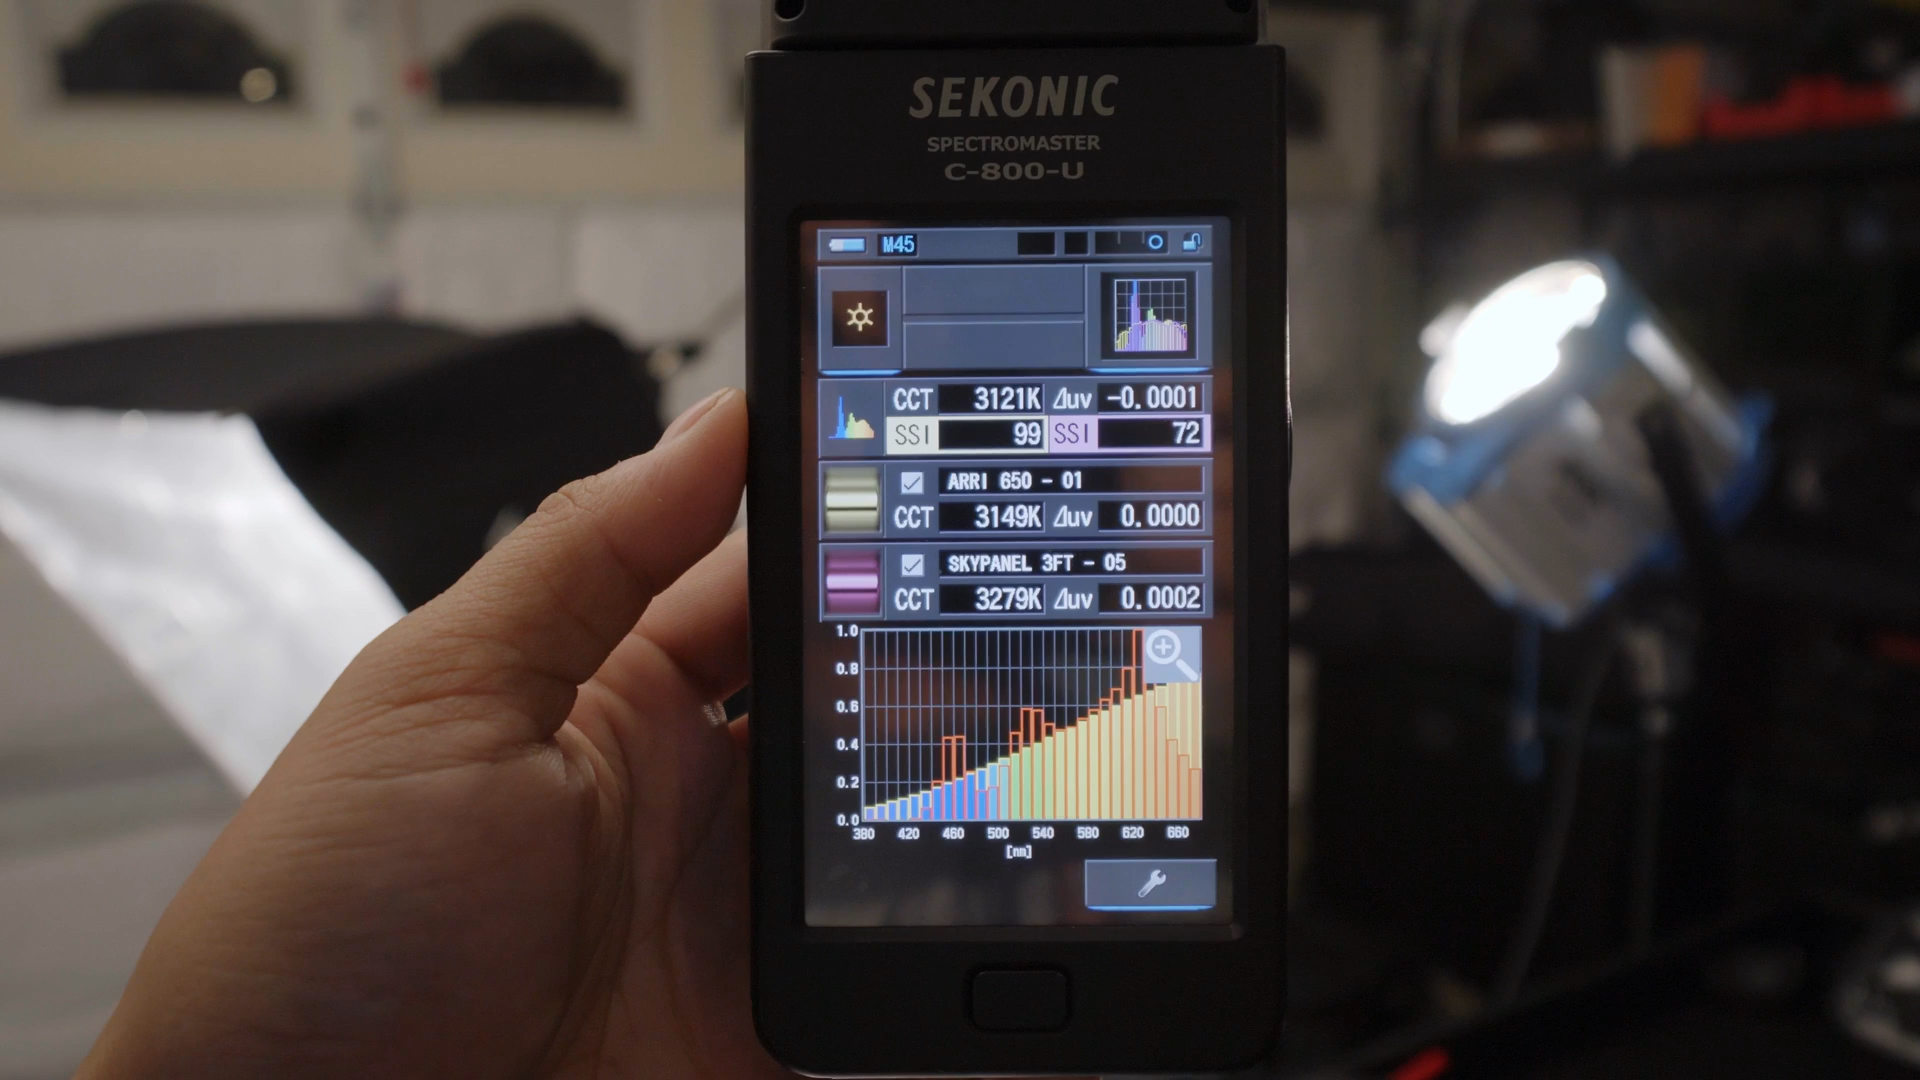 SEKONIC
SPECTROMASTER
C-800-U
M45
CCT 3121K Δuv -0.0001
SSI 99 SSI 72
ARRI 650 - 01
CCT 3149K Δuv 0.0000
SKYPANEL 3FT - 05
CCT 3279K Δuv 0.0002
1.0
0.8
0.6
0.4
0.2
0.0
380 420 460 500 540 580 620 660
[nm]